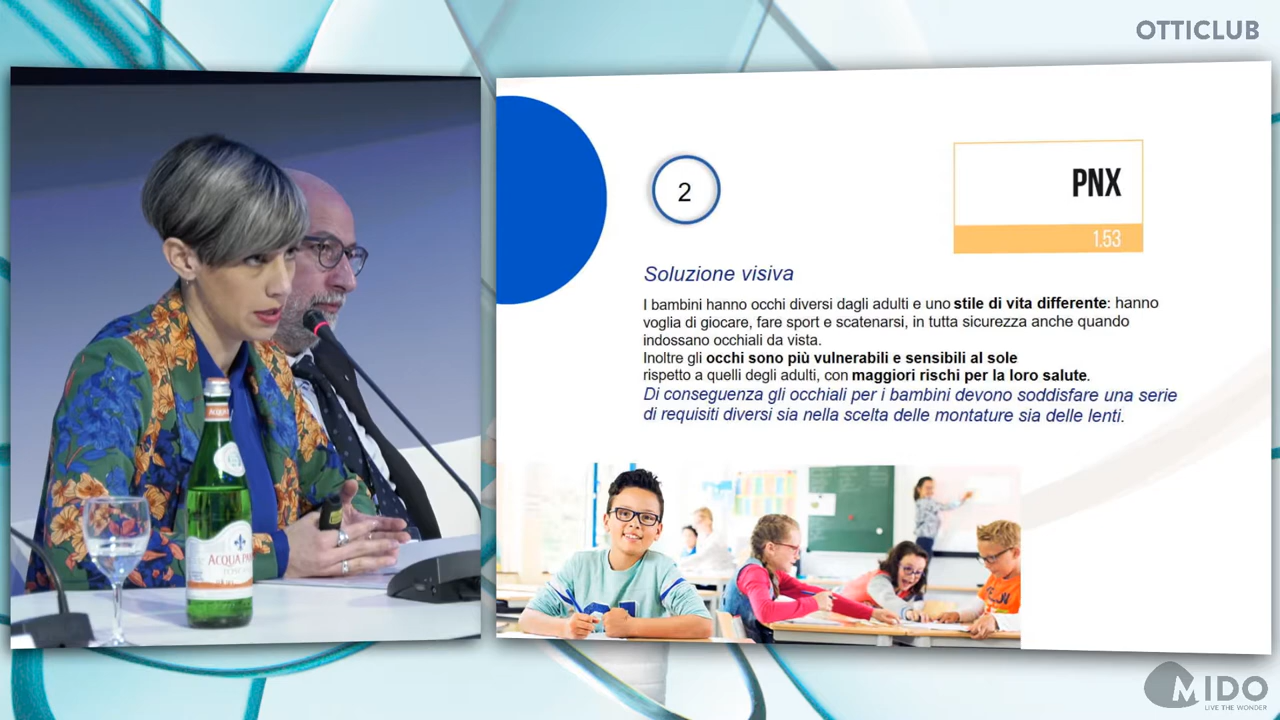 OTTICLUB
2
PNX
1.53
Soluzione visiva
I bambini hanno occhi diversi dagli adulti e uno stile di vita differente: hanno
voglia di giocare, fare sport e scatenarsi, in tutta sicurezza anche quando
indossano occhiali da vista.
Inoltre gli occhi sono più vulnerabili e sensibili al sole
rispetto a quelli degli adulti, con maggiori rischi per la loro salute.
Di conseguenza gli occhiali per i bambini devono soddisfare una serie
di requisiti diversi sia nella scelta delle montature sia delle lenti.
ACQUA
MIDO
LIVE THE WONDER